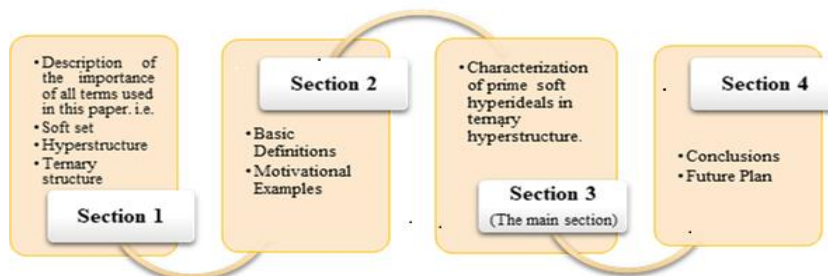 • Description of
the importance
of all terms used
in this paper. i.e.
• Soft set
• Hyperstructure
• Ternary
structure
Section 1
Section 2
• Basic
Definitions
• Motivational
Examples
• Characterization
of prime soft
hyperideals in
ternary
hyperstructure.
Section 3
(The main section)
Section 4
• Conclusions
• Future Plan